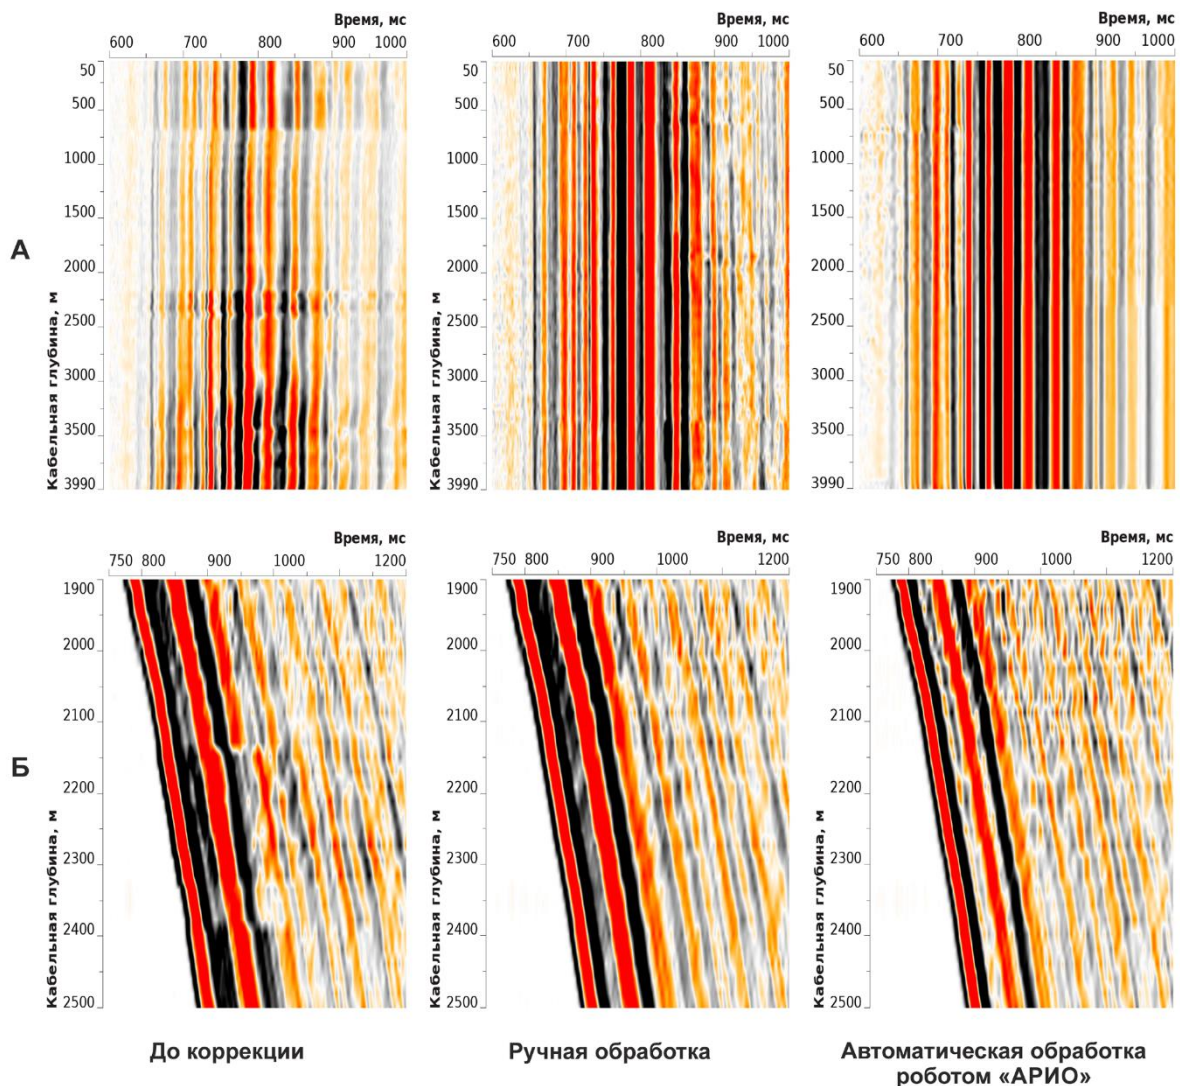 Время, мс
Время, мс
Время, мс
600 700 800 900 1000
600 700 800 900 1000
600 700 800 900 1000
А
Кабельная глубина, м
50
500
1000
1500
2000
2500
3000
3500
3990
Кабельная глубина, м
50
500
1000
1500
2000
2500
3000
3500
3990
Кабельная глубина, м
50
500
1000
1500
2000
2500
3000
3500
3990
Время, мс
Время, мс
Время, мс
750 800 900 1000 1200
750 800 900 1000 1200
750 800 900 1000 1200
Б
Кабельная глубина, м
1900
2000
2100
2200
2300
2400
2500
Кабельная глубина, м
1900
2000
2100
2200
2300
2400
2500
Кабельная глубина, м
1900
2000
2100
2200
2300
2400
2500
До коррекции
Ручная обработка
Автоматическая обработка
роботом «АРИО»